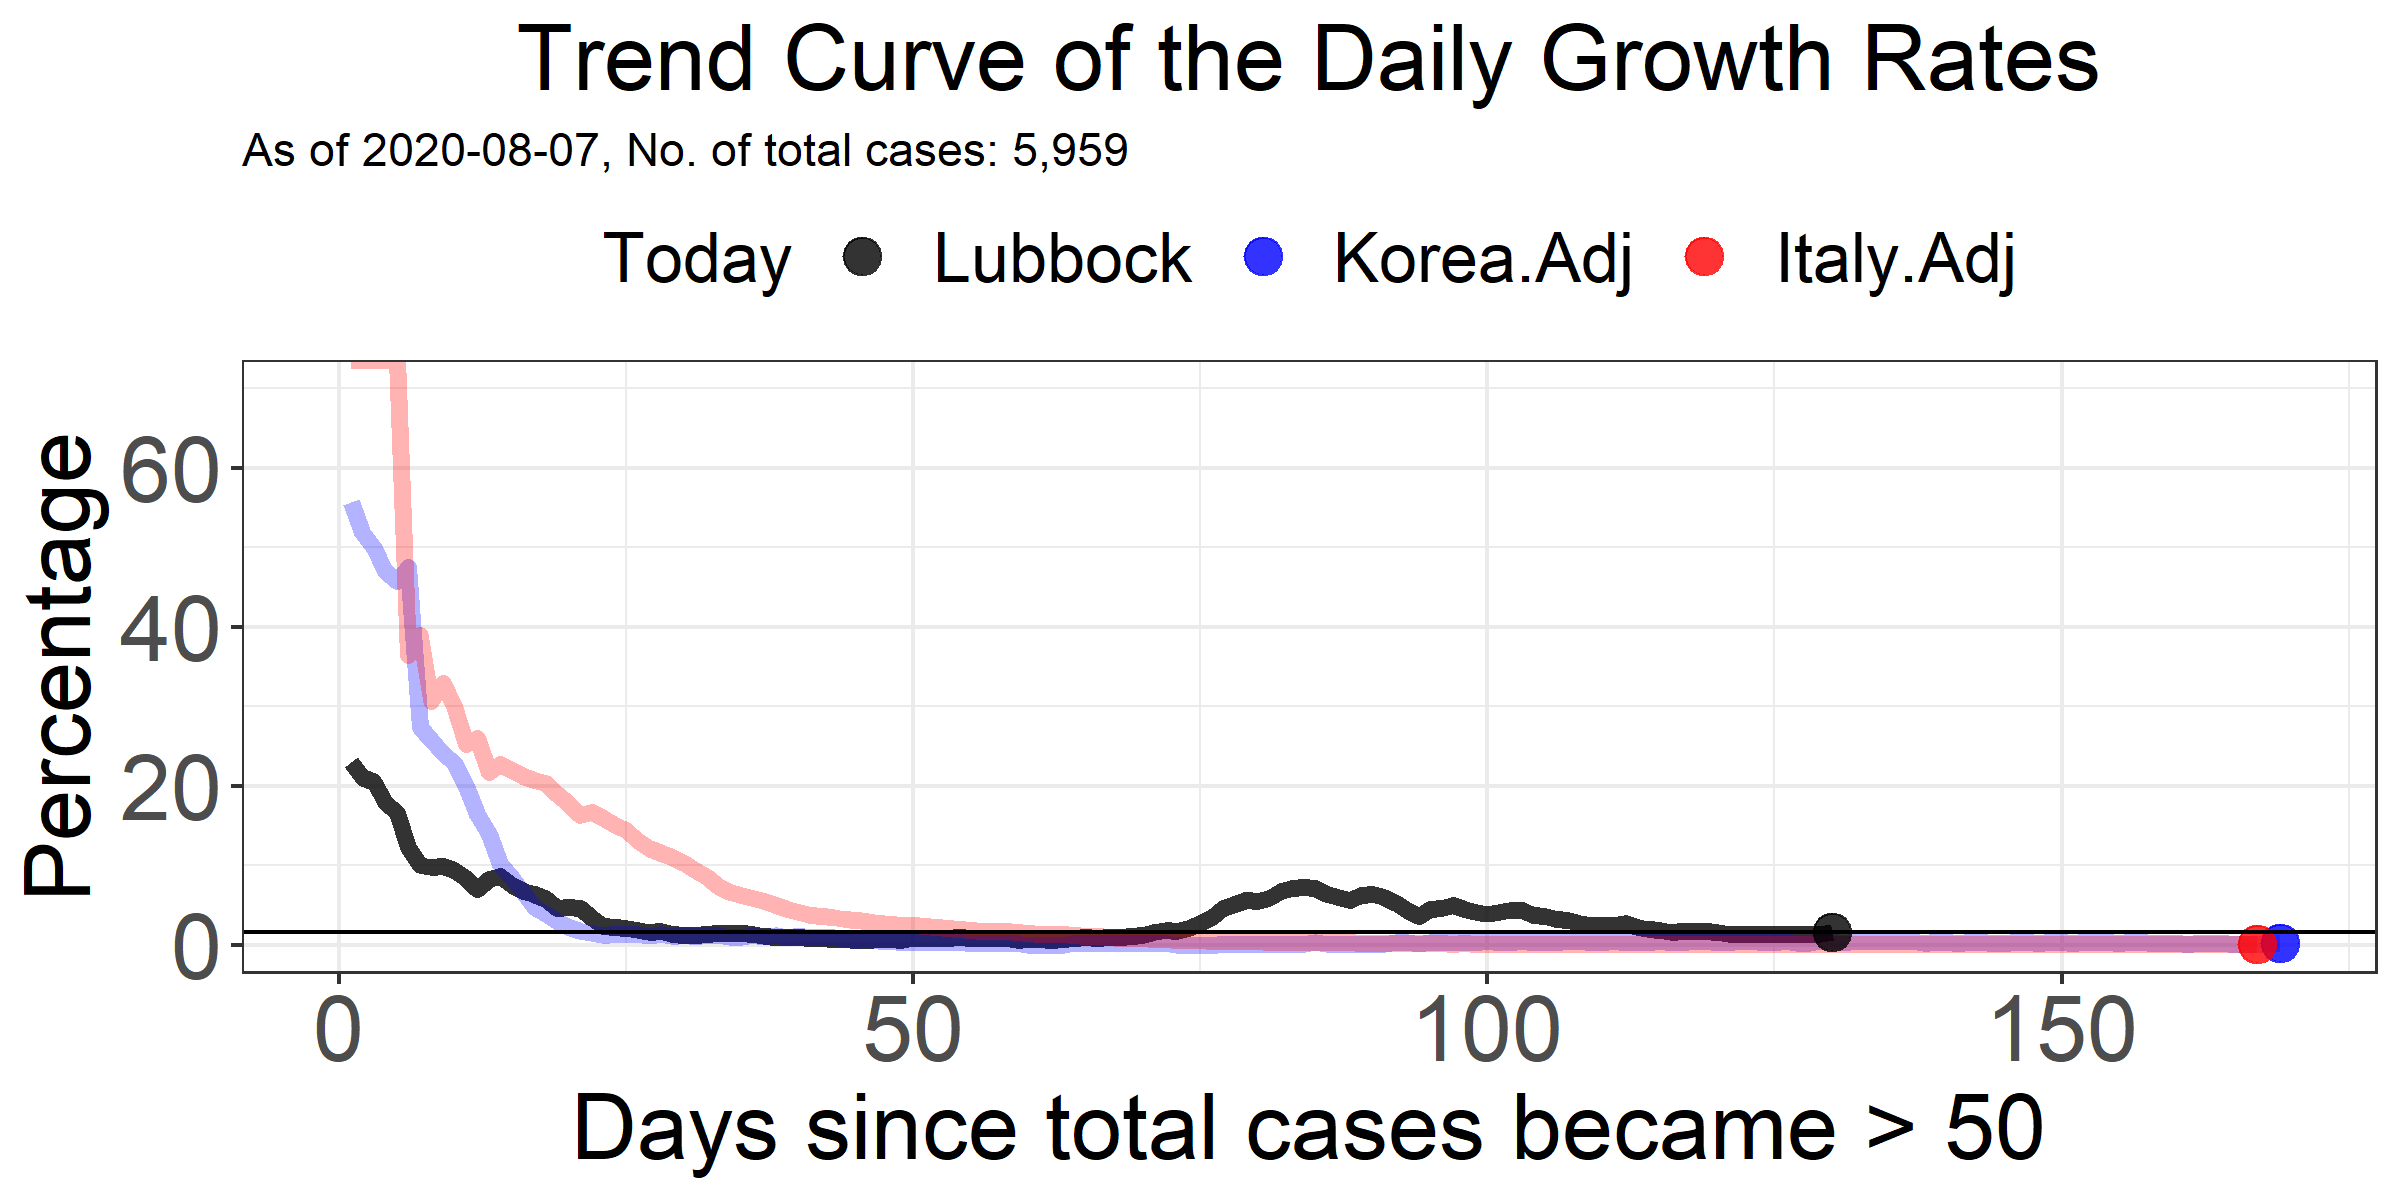 Trend Curve of the Daily Growth Rates
As of 2020-08-07, No. of total cases: 5,959
Today Lubbock Korea.Adj Italy.Adj
Percentage
60
40
20
0
0 50 100 150
Days since total cases became > 50